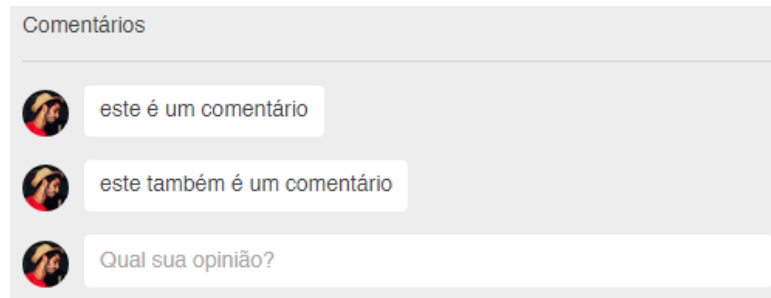 Comentários
este é um comentário
este também é um comentário
Qual sua opinião?